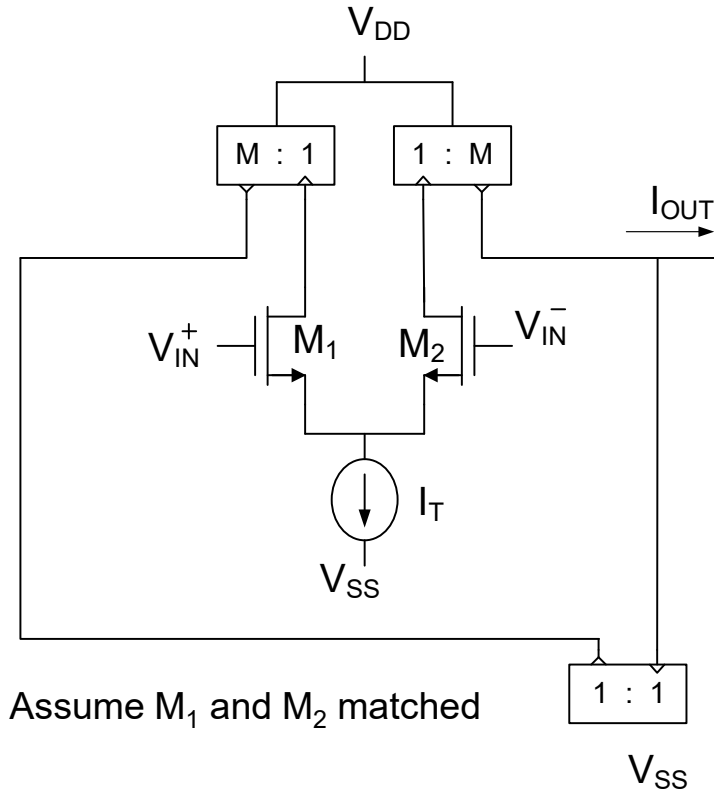 V_DD
M : 1
1 : M
I_OUT
V_IN^+
M_1
M_2
V_IN^−
I_T
V_SS
Assume M_1 and M_2 matched
1 : 1
V_SS